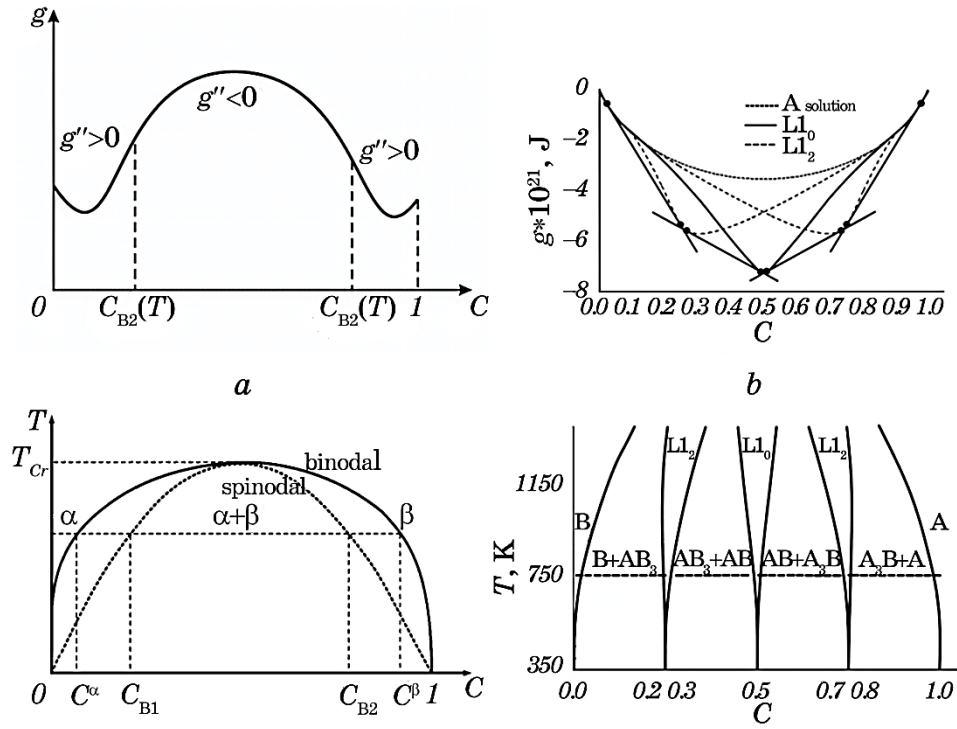 g
g''<0
g''>0
g''>0
0
C_B2(T)
C_B2(T)
1
C
a
0
–2
–4
–6
–8
g*10^21, J
A solution
L1_0
L1_2
0.0 0.1 0.2 0.3 0.4 0.5 0.6 0.7 0.8 0.9 1.0
C
b
T
T_Cr
binodal
spinodal
α
α+β
β
0
C^α
C_B1
C_B2
C^β
1
C
T, K
1150
750
350
L1_2
L1_0
L1_2
B
A
B+AB_3
AB_3+AB
AB+A_3B
A_3B+A
0.0 0.2 0.3 0.5 0.7 0.8 1.0
C